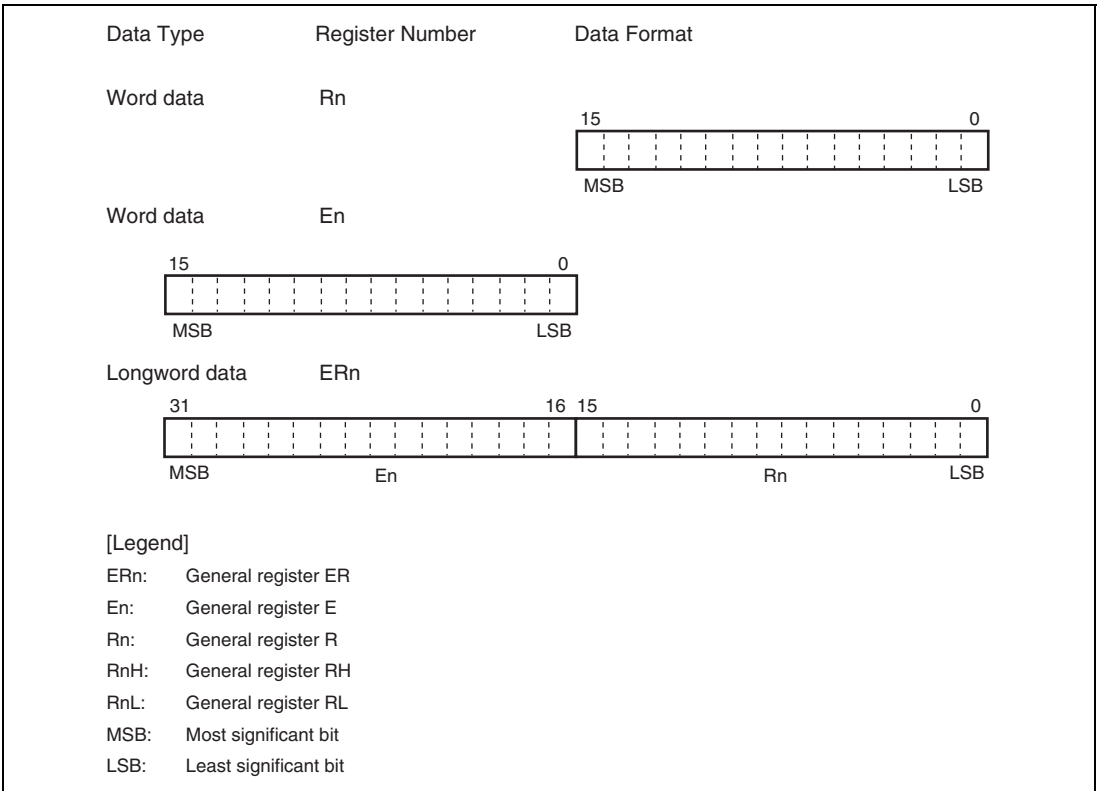 Data Type Register Number Data Format
Word data Rn
15 0
MSB LSB
Word data En
15 0
MSB LSB
Longword data ERn
31 16 15 0
MSB En Rn LSB
[Legend]
ERn: General register ER
En: General register E
Rn: General register R
RnH: General register RH
RnL: General register RL
MSB: Most significant bit
LSB: Least significant bit